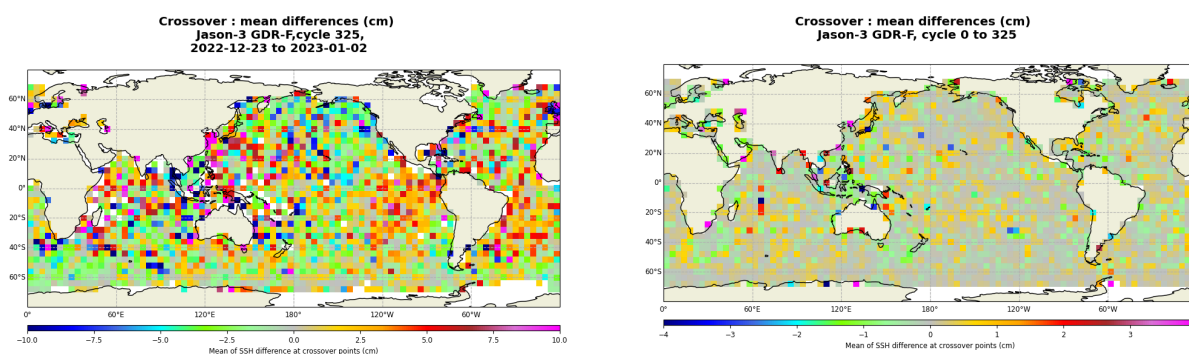 Crossover : mean differences (cm)
Jason-3 GDR-F,cycle 325,
2022-12-23 to 2023-01-02
60°N
40°N
20°N
0°
20°S
40°S
60°S
0°
60°E
120°E
180°
120°W
60°W
−10.0
−7.5
−5.0
−2.5
0.0
2.5
5.0
7.5
10.0
Mean of SSH difference at crossover points (cm)
Crossover : mean differences (cm)
Jason-3 GDR-F, cycle 0 to 325
60°N
40°N
20°N
0°
20°S
40°S
60°S
0°
60°E
120°E
180°
120°W
60°W
−4
−3
−2
−1
0
1
2
3
Mean of SSH difference at crossover points (cm)